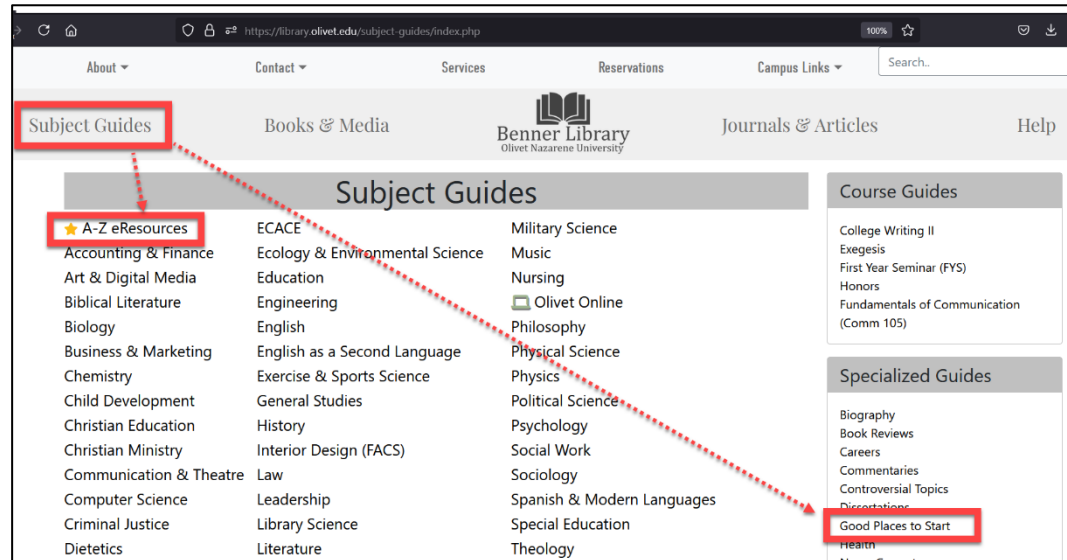 https://library.olivet.edu/subject-guides/index.php
100%
About
Contact
Services
Reservations
Campus Links
Search..
Subject Guides
Books & Media
Benner Library
Olivet Nazarene University
Journals & Articles
Help
Subject Guides
A-Z eResources
Accounting & Finance
Art & Digital Media
Biblical Literature
Biology
Business & Marketing
Chemistry
Child Development
Christian Education
Christian Ministry
Communication & Theatre
Computer Science
Criminal Justice
Dietetics
ECACE
Ecology & Environmental Science
Education
Engineering
English
English as a Second Language
Exercise & Sports Science
General Studies
History
Interior Design (FACS)
Law
Leadership
Library Science
Literature
Military Science
Music
Nursing
Olivet Online
Philosophy
Physical Science
Physics
Political Science
Psychology
Social Work
Sociology
Spanish & Modern Languages
Special Education
Theology
Course Guides
College Writing II
Exegesis
First Year Seminar (FYS)
Honors
Fundamentals of Communication
(Comm 105)
Specialized Guides
Biography
Book Reviews
Careers
Commentaries
Controversial Topics
Dissertations
Good Places to Start
Health